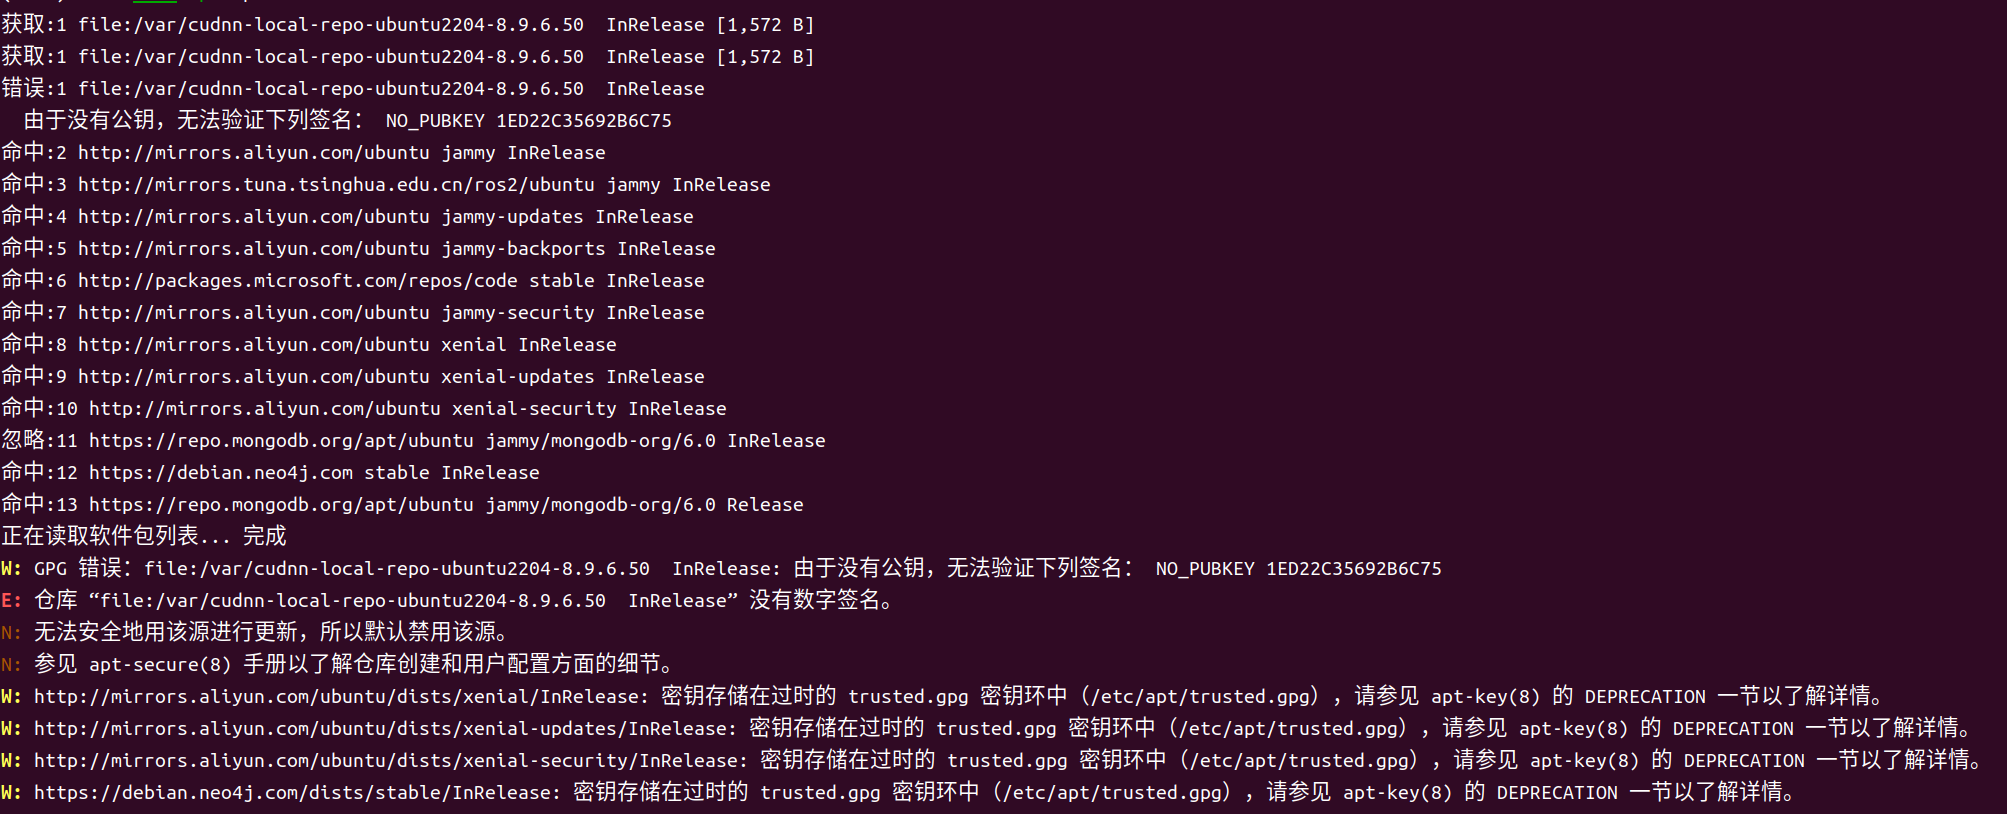 获取:1 file:/var/cudnn-local-repo-ubuntu2204-8.9.6.50  InRelease [1,572 B]
获取:1 file:/var/cudnn-local-repo-ubuntu2204-8.9.6.50  InRelease [1,572 B]
错误:1 file:/var/cudnn-local-repo-ubuntu2204-8.9.6.50  InRelease
  由于没有公钥，无法验证下列签名： NO_PUBKEY 1ED22C35692B6C75
命中:2 http://mirrors.aliyun.com/ubuntu jammy InRelease
命中:3 http://mirrors.tuna.tsinghua.edu.cn/ros2/ubuntu jammy InRelease
命中:4 http://mirrors.aliyun.com/ubuntu jammy-updates InRelease
命中:5 http://mirrors.aliyun.com/ubuntu jammy-backports InRelease
命中:6 http://packages.microsoft.com/repos/code stable InRelease
命中:7 http://mirrors.aliyun.com/ubuntu jammy-security InRelease
命中:8 http://mirrors.aliyun.com/ubuntu xenial InRelease
命中:9 http://mirrors.aliyun.com/ubuntu xenial-updates InRelease
命中:10 http://mirrors.aliyun.com/ubuntu xenial-security InRelease
忽略:11 https://repo.mongodb.org/apt/ubuntu jammy/mongodb-org/6.0 InRelease
命中:12 https://debian.neo4j.com stable InRelease
命中:13 https://repo.mongodb.org/apt/ubuntu jammy/mongodb-org/6.0 Release
正在读取软件包列表... 完成
W: GPG 错误：file:/var/cudnn-local-repo-ubuntu2204-8.9.6.50  InRelease: 由于没有公钥，无法验证下列签名： NO_PUBKEY 1ED22C35692B6C75
E: 仓库 “file:/var/cudnn-local-repo-ubuntu2204-8.9.6.50  InRelease” 没有数字签名。
N: 无法安全地用该源进行更新，所以默认禁用该源。
N: 参见 apt-secure(8) 手册以了解仓库创建和用户配置方面的细节。
W: http://mirrors.aliyun.com/ubuntu/dists/xenial/InRelease: 密钥存储在过时的 trusted.gpg 密钥环中（/etc/apt/trusted.gpg），请参见 apt-key(8) 的 DEPRECATION 一节以了解详情。
W: http://mirrors.aliyun.com/ubuntu/dists/xenial-updates/InRelease: 密钥存储在过时的 trusted.gpg 密钥环中（/etc/apt/trusted.gpg），请参见 apt-key(8) 的 DEPRECATION 一节以了解详情。
W: http://mirrors.aliyun.com/ubuntu/dists/xenial-security/InRelease: 密钥存储在过时的 trusted.gpg 密钥环中（/etc/apt/trusted.gpg），请参见 apt-key(8) 的 DEPRECATION 一节以了解详情。
W: https://debian.neo4j.com/dists/stable/InRelease: 密钥存储在过时的 trusted.gpg 密钥环中（/etc/apt/trusted.gpg），请参见 apt-key(8) 的 DEPRECATION 一节以了解详情。